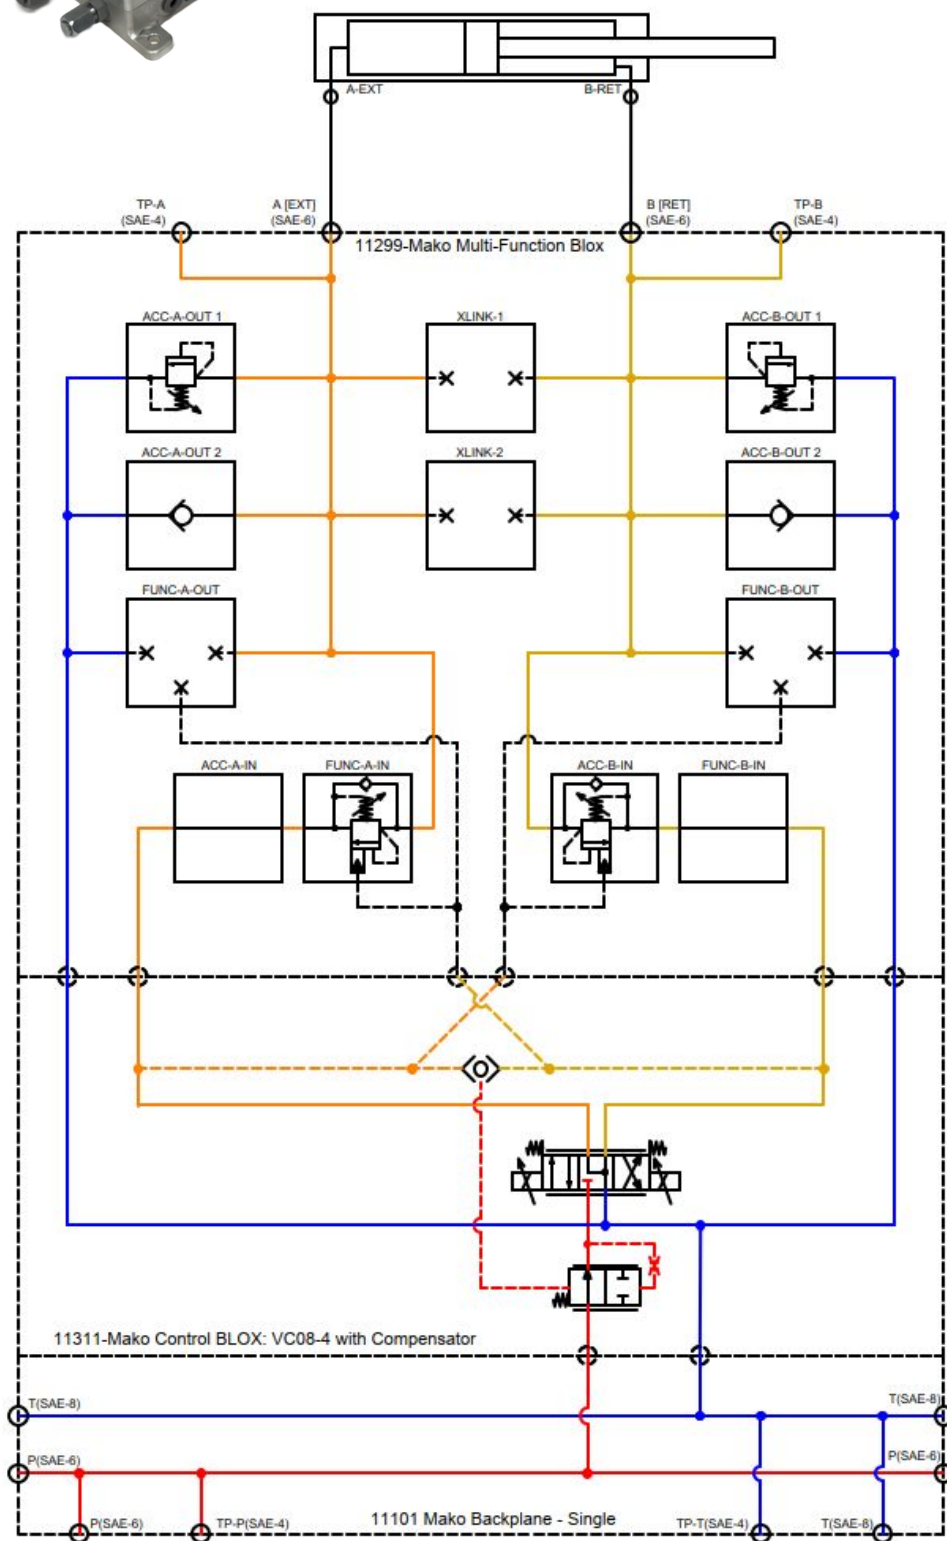 A-EXT
B-RET
TP-A
(SAE-4)
A [EXT]
(SAE-6)
B [RET]
(SAE-6)
TP-B
(SAE-4)
11299-Mako Multi-Function Blox
ACC-A-OUT 1
XLINK-1
ACC-B-OUT 1
ACC-A-OUT 2
XLINK-2
ACC-B-OUT 2
FUNC-A-OUT
FUNC-B-OUT
ACC-A-IN
FUNC-A-IN
ACC-B-IN
FUNC-B-IN
11311-Mako Control BLOX: VC08-4 with Compensator
T(SAE-8)
T(SAE-8)
P(SAE-6)
P(SAE-6)
P(SAE-6)
TP-P(SAE-4)
11101 Mako Backplane - Single
TP-T(SAE-4)
T(SAE-8)